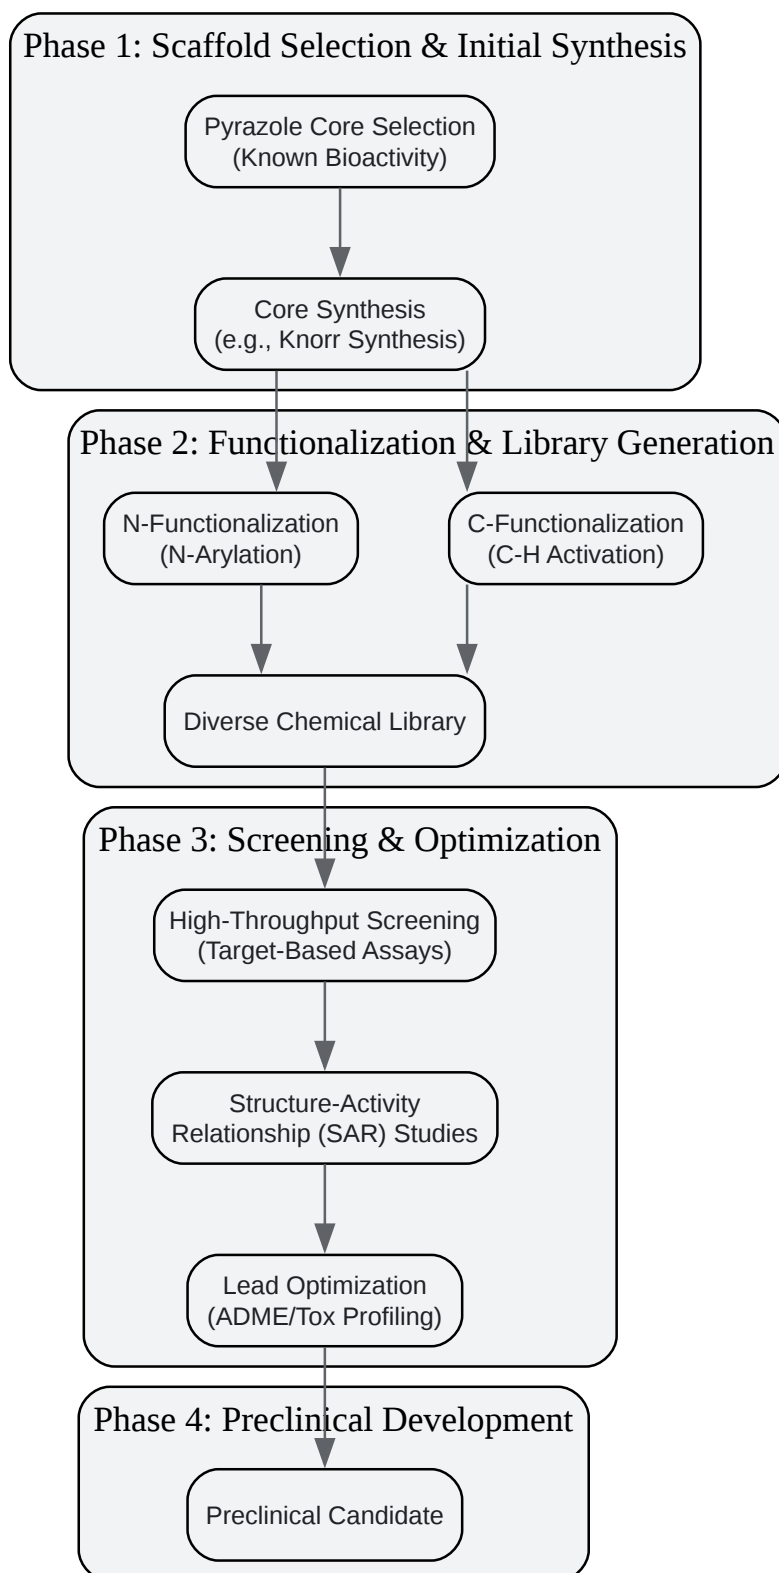 Phase 1: Scaffold Selection & Initial Synthesis
Pyrazole Core Selection
(Known Bioactivity)
Core Synthesis
(e.g., Knorr Synthesis)
Phase 2: Functionalization & Library Generation
N-Functionalization
(N-Arylation)
C-Functionalization
(C-H Activation)
Diverse Chemical Library
Phase 3: Screening & Optimization
High-Throughput Screening
(Target-Based Assays)
Structure-Activity
Relationship (SAR) Studies
Lead Optimization
(ADME/Tox Profiling)
Phase 4: Preclinical Development
Preclinical Candidate